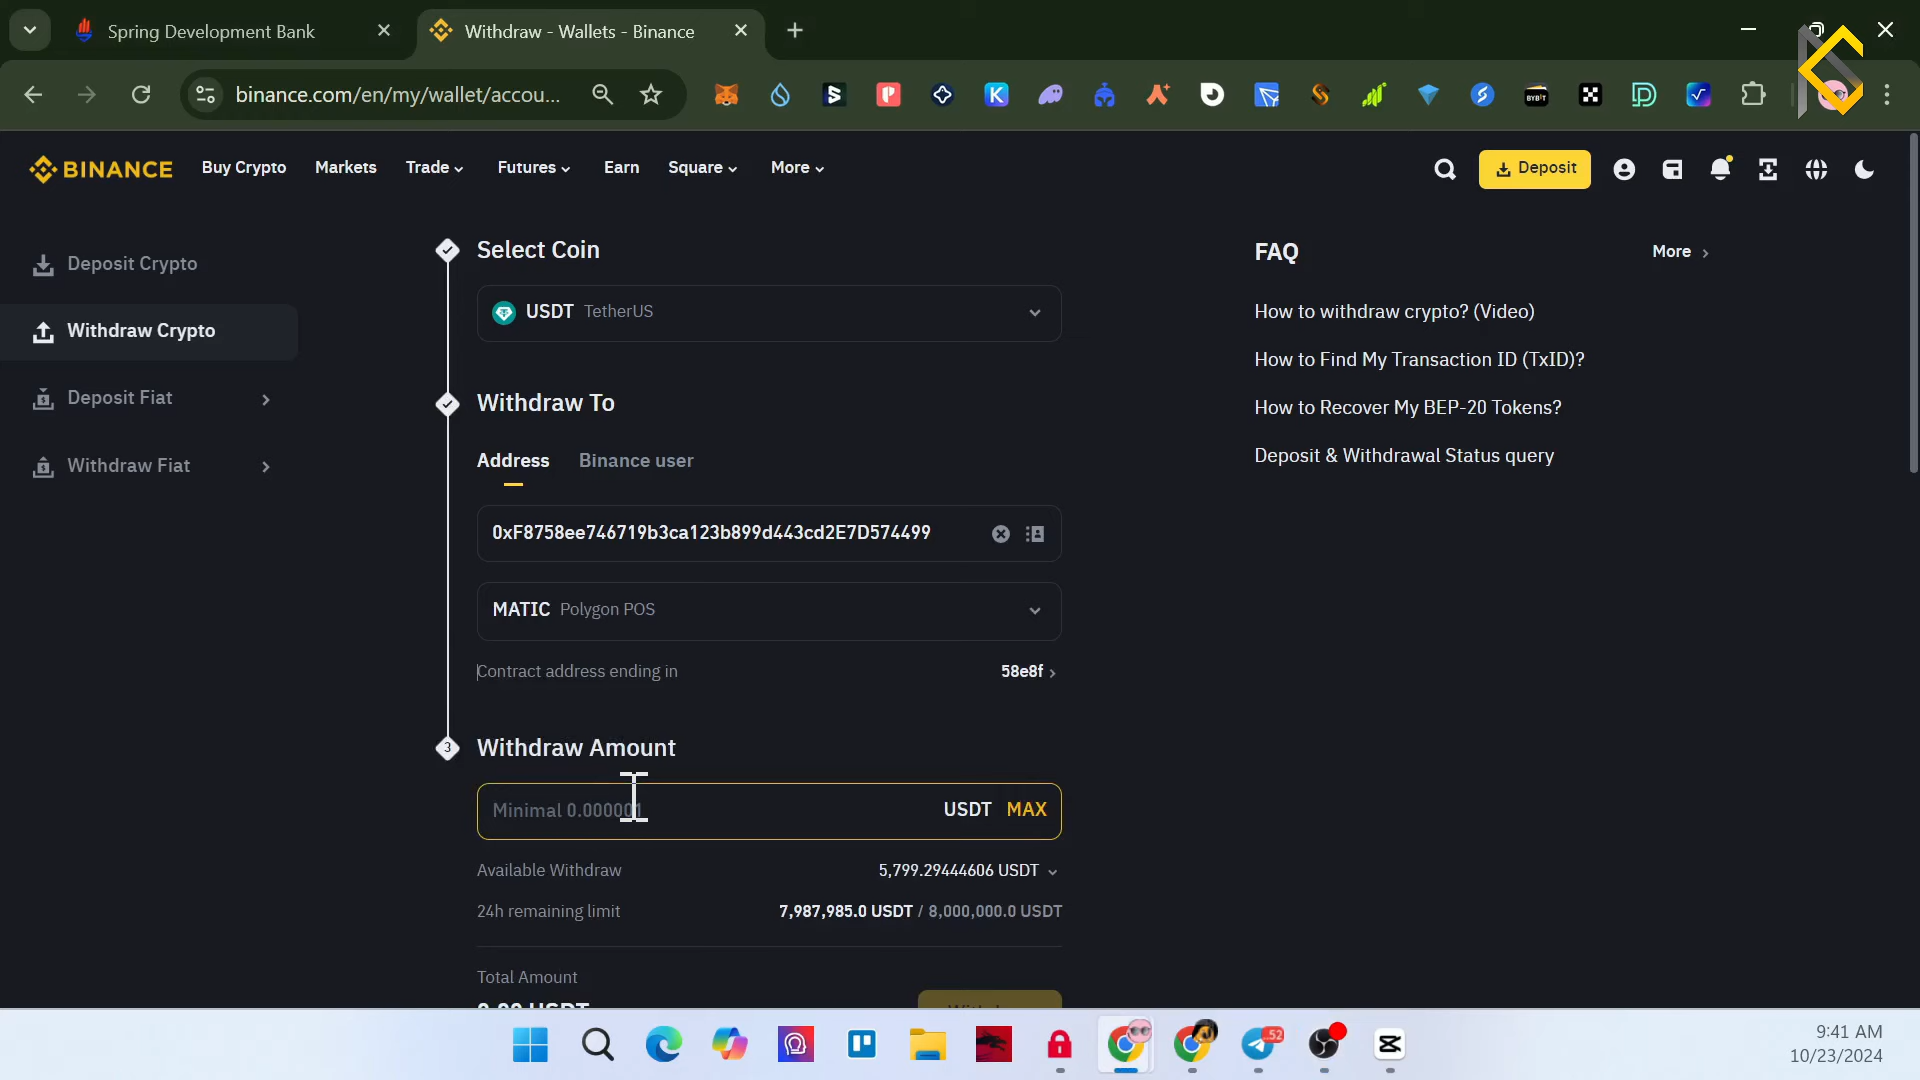 Spring Development Bank
Withdraw - Wallets - Binance
binance.com/en/my/wallet/accou...
BINANCE
Buy Crypto
Markets
Trade
Futures
Earn
Square
More
Deposit
Deposit Crypto
Withdraw Crypto
Deposit Fiat
Withdraw Fiat
Select Coin
USDT TetherUS
Withdraw To
Address
Binance user
0xF8758ee746719b3ca123b899d443cd2E7D574499
MATIC Polygon POS
Contract address ending in
58e8f
3
Withdraw Amount
Minimal 0.000001
USDT MAX
Available Withdraw
5,799.29444606 USDT
24h remaining limit
7,987,985.0 USDT / 8,000,000.0 USDT
Total Amount
FAQ
More
How to withdraw crypto? (Video)
How to Find My Transaction ID (TxID)?
How to Recover My BEP-20 Tokens?
Deposit & Withdrawal Status query
52
9:41 AM
10/23/2024